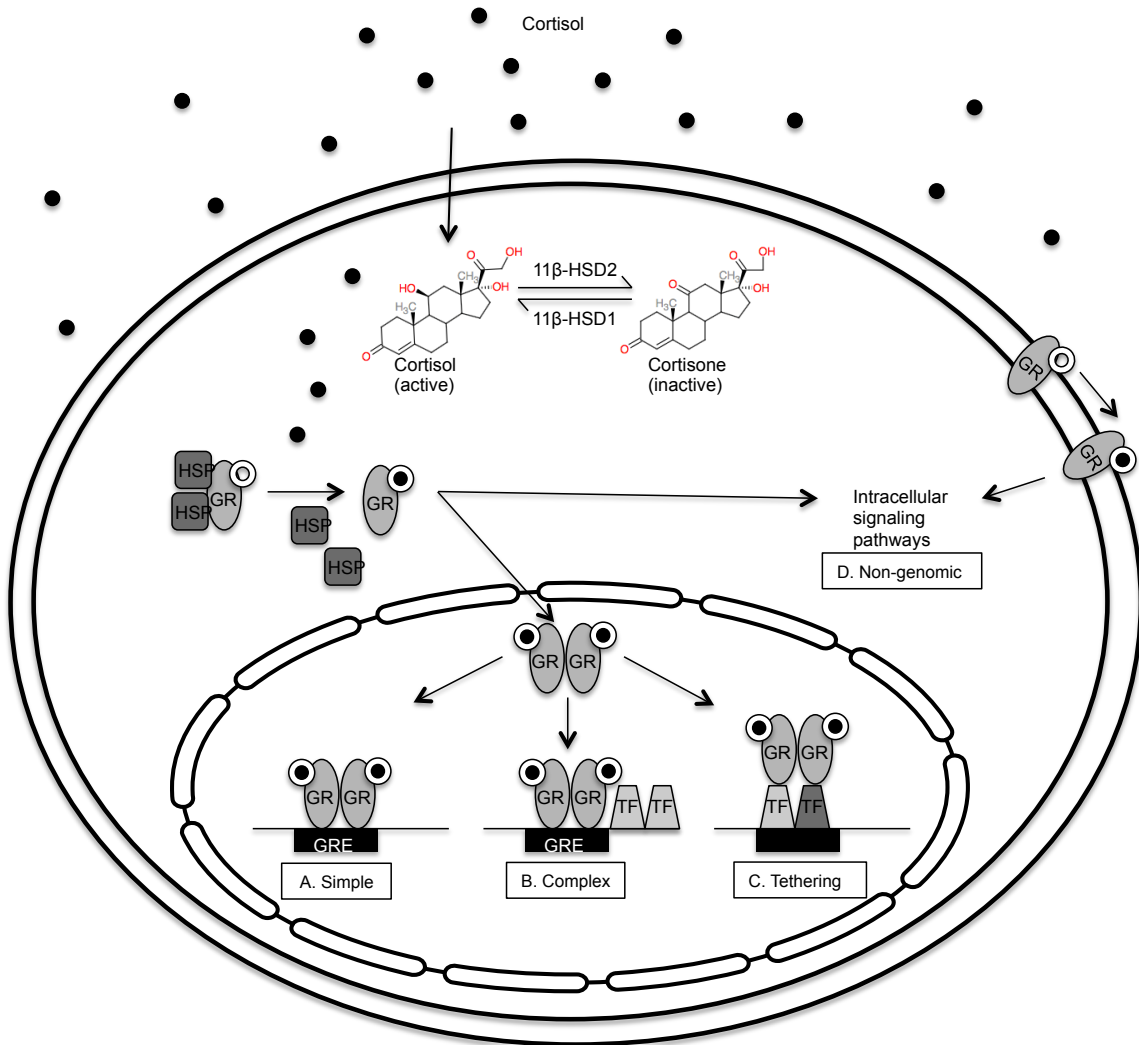 Cortisol
OH
O
CH3
HO
OH
H3C
O
Cortisol
(active)
11β-HSD2
11β-HSD1
OH
O
O
CH3
OH
H3C
O
Cortisone
(inactive)
GR
GR
HSP
HSP
GR
HSP
HSP
GR
Intracellular
signaling
pathways
D. Non-genomic
GR
GR
GR
GR
GRE
A. Simple
GR
GR
TF
TF
GRE
B. Complex
GR
GR
TF
TF
C. Tethering